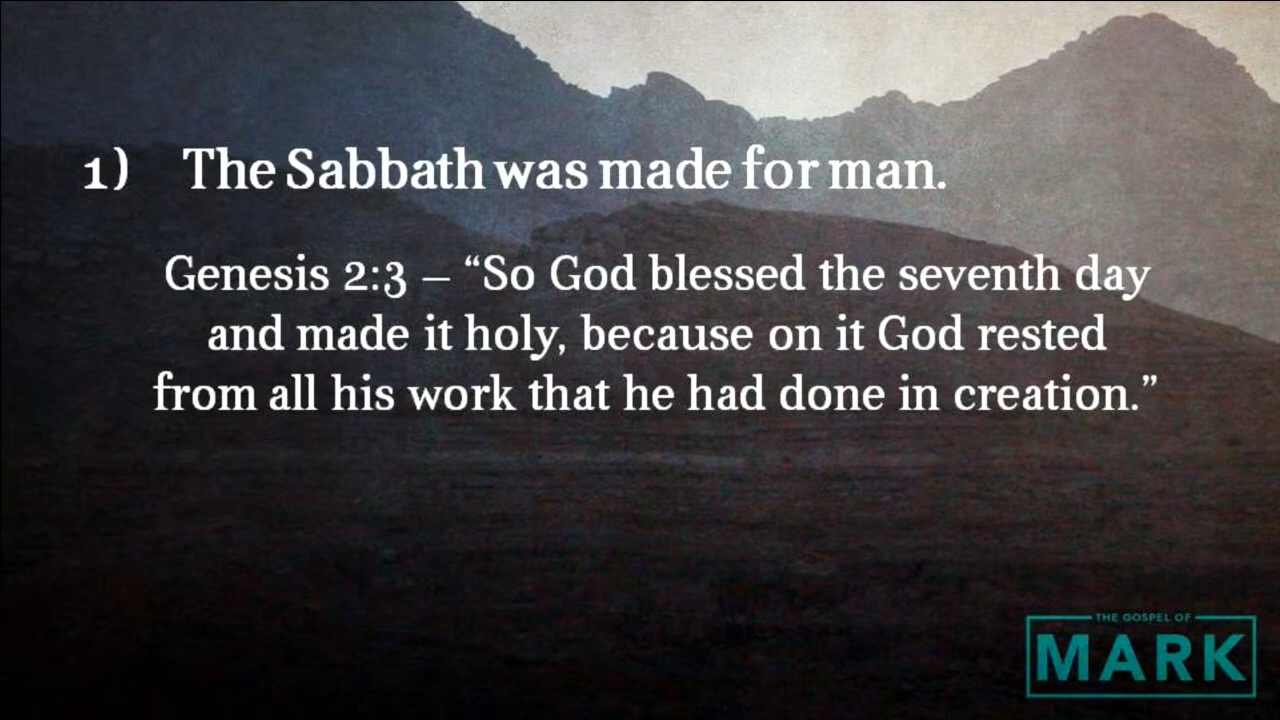 1) The Sabbath was made for man.
Genesis 2:3 – “So God blessed the seventh day
and made it holy, because on it God rested
from all his work that he had done in creation.”
THE GOSPEL OF
MARK